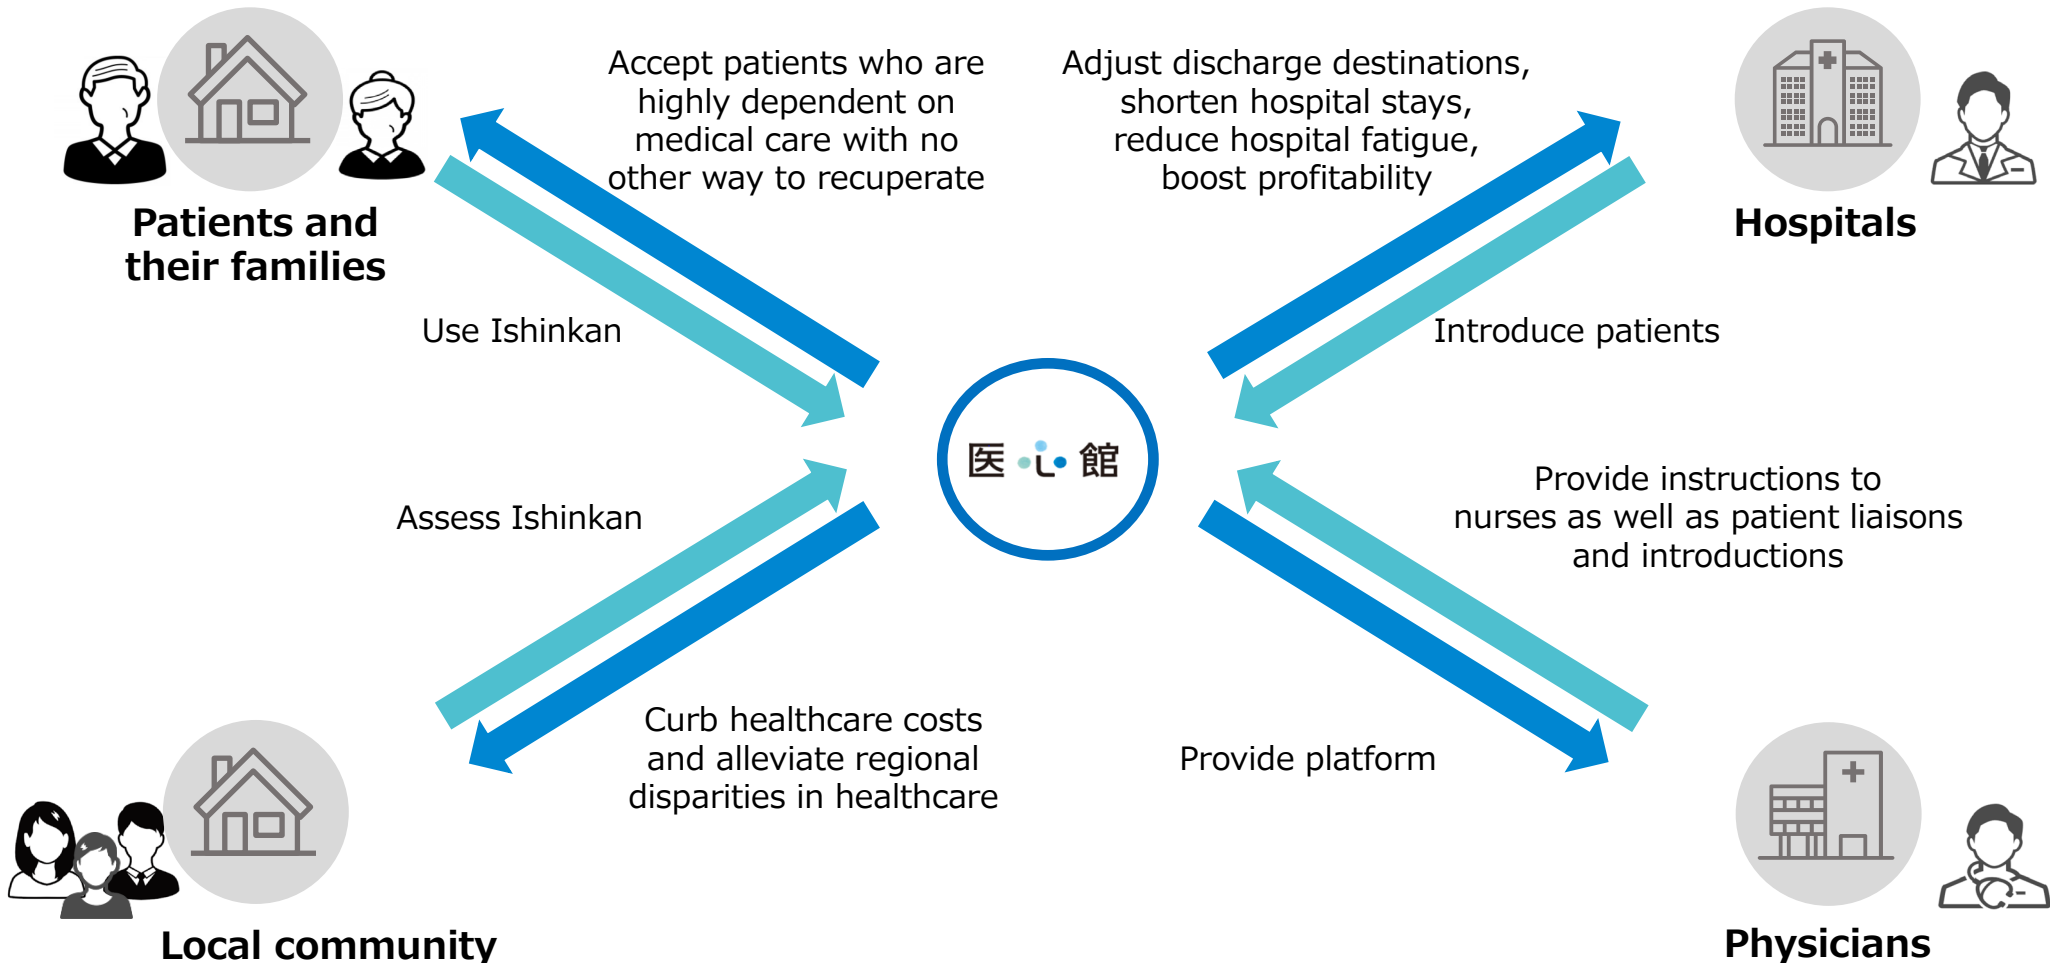 Accept patients who are
highly dependent on
medical care with no
other way to recuperate
Adjust discharge destinations,
shorten hospital stays,
reduce hospital fatigue,
boost profitability
Patients and
their families
Hospitals
Use Ishinkan
Introduce patients
医心館
Assess Ishinkan
Provide instructions to
nurses as well as patient liaisons
and introductions
Curb healthcare costs
and alleviate regional
disparities in healthcare
Provide platform
Local community
Physicians